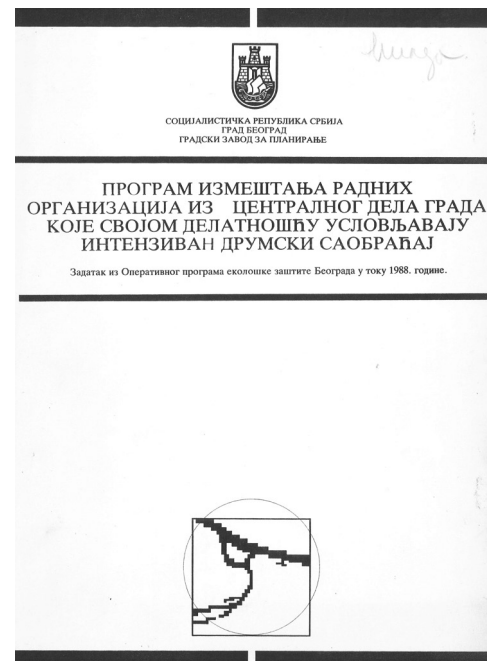 СОЦИЈАЛИСТИЧКА РЕПУБЛИКА СРБИЈА
ГРАД БЕОГРАД
ГРАДСКИ ЗАВОД ЗА ПЛАНИРАЊЕ
ПРОГРАМ ИЗМЕШТАЊА РАДНИХ
ОРГАНИЗАЦИЈА ИЗ ЦЕНТРАЛНОГ ДЕЛА ГРАДА
КОЈЕ СВОЈОМ ДЕЛАТНОШЋУ УСЛОВЉАВАЈУ
ИНТЕНЗИВАН ДРУМСКИ САОБРАЋАЈ
Задатак из Оперативног програма еколошке заштите Београда у току 1988. године.